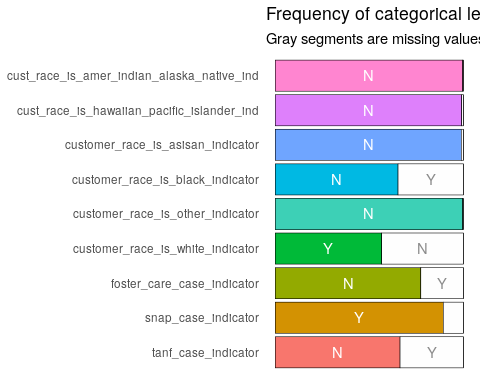 Frequency of categorical le
Gray segments are missing values
cust_race_is_amer_indian_alaska_native_ind N
cust_race_is_hawaiian_pacific_islander_ind N
customer_race_is_asisan_indicator N
customer_race_is_black_indicator N Y
customer_race_is_other_indicator N
customer_race_is_white_indicator Y N
foster_care_case_indicator N Y
snap_case_indicator Y
tanf_case_indicator N Y